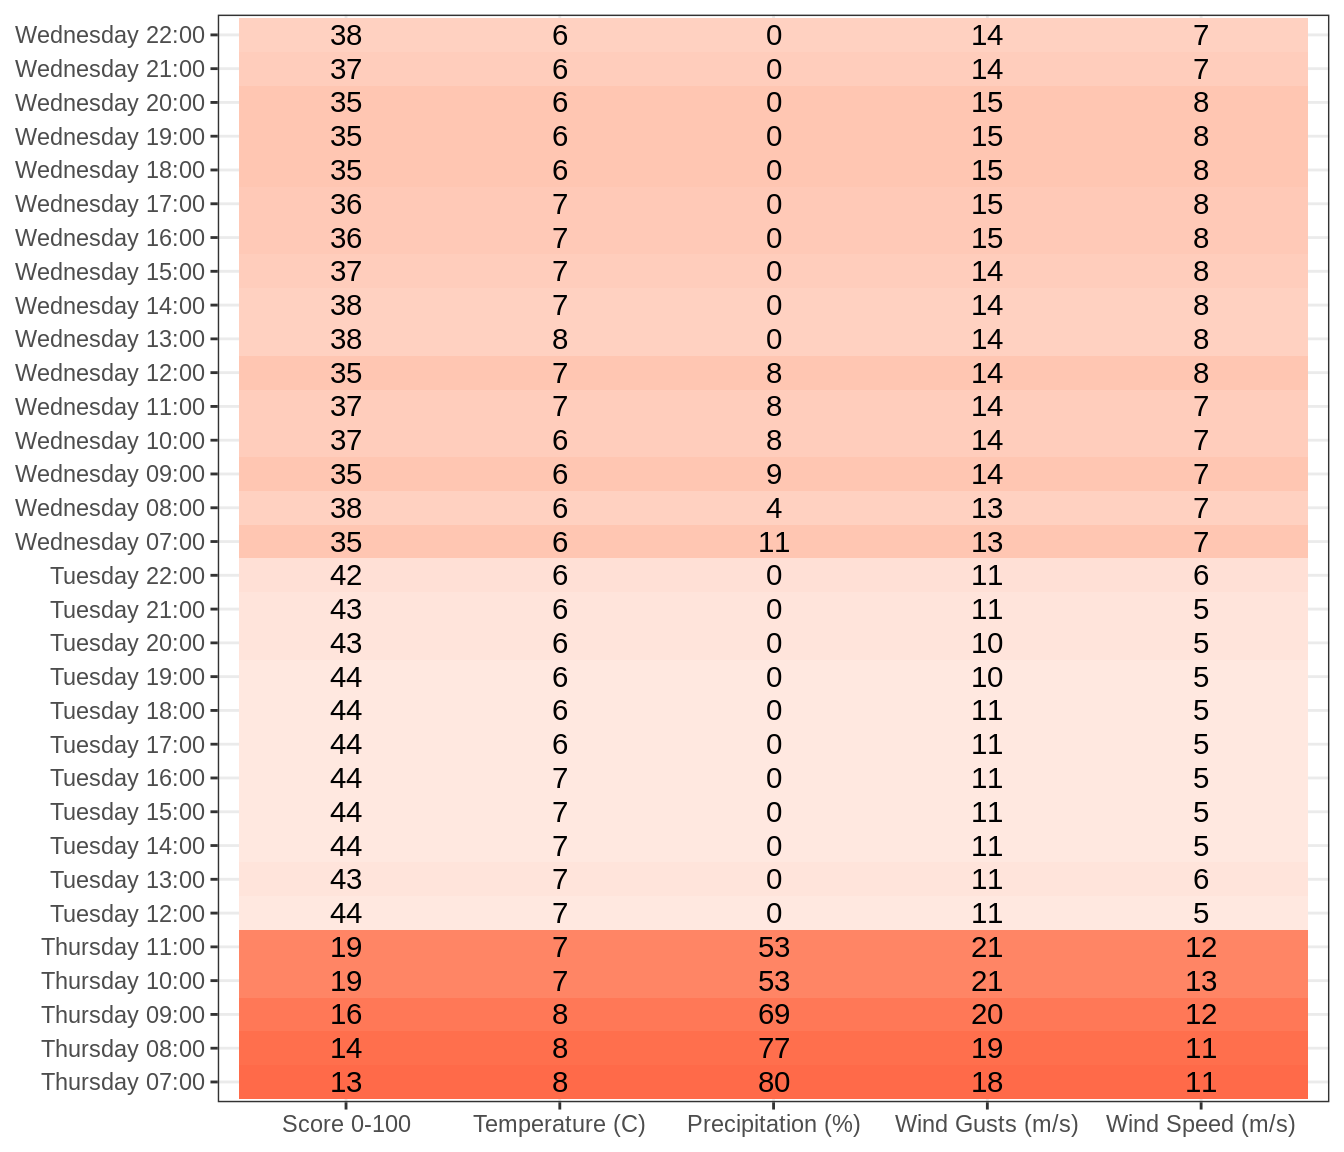 Wednesday 22:00 38 6 0 14 7
Wednesday 21:00 37 6 0 14 7
Wednesday 20:00 35 6 0 15 8
Wednesday 19:00 35 6 0 15 8
Wednesday 18:00 35 6 0 15 8
Wednesday 17:00 36 7 0 15 8
Wednesday 16:00 36 7 0 15 8
Wednesday 15:00 37 7 0 14 8
Wednesday 14:00 38 7 0 14 8
Wednesday 13:00 38 8 0 14 8
Wednesday 12:00 35 7 8 14 8
Wednesday 11:00 37 7 8 14 7
Wednesday 10:00 37 6 8 14 7
Wednesday 09:00 35 6 9 14 7
Wednesday 08:00 38 6 4 13 7
Wednesday 07:00 35 6 11 13 7
Tuesday 22:00 42 6 0 11 6
Tuesday 21:00 43 6 0 11 5
Tuesday 20:00 43 6 0 10 5
Tuesday 19:00 44 6 0 10 5
Tuesday 18:00 44 6 0 11 5
Tuesday 17:00 44 6 0 11 5
Tuesday 16:00 44 7 0 11 5
Tuesday 15:00 44 7 0 11 5
Tuesday 14:00 44 7 0 11 5
Tuesday 13:00 43 7 0 11 6
Tuesday 12:00 44 7 0 11 5
Thursday 11:00 19 7 53 21 12
Thursday 10:00 19 7 53 21 13
Thursday 09:00 16 8 69 20 12
Thursday 08:00 14 8 77 19 11
Thursday 07:00 13 8 80 18 11
Score 0-100 Temperature (C) Precipitation (%) Wind Gusts (m/s) Wind Speed (m/s)